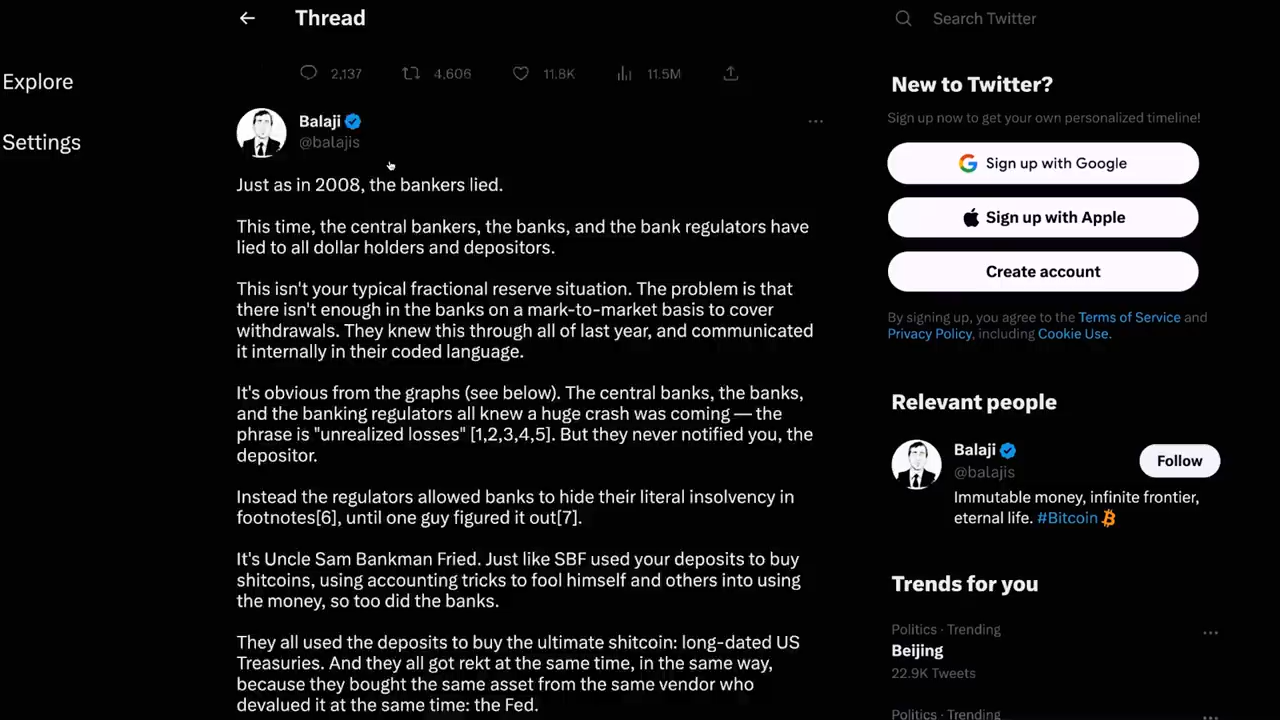 Thread
Search Twitter
Explore
Settings
2,137 4,606 11.8K 11.5M
Balaji
@balajis
Just as in 2008, the bankers lied.
This time, the central bankers, the banks, and the bank regulators have
lied to all dollar holders and depositors.
This isn't your typical fractional reserve situation. The problem is that
there isn't enough in the banks on a mark-to-market basis to cover
withdrawals. They knew this through all of last year, and communicated
it internally in their coded language.
It's obvious from the graphs (see below). The central banks, the banks,
and the banking regulators all knew a huge crash was coming — the
phrase is "unrealized losses" [1,2,3,4,5]. But they never notified you, the
depositor.
Instead the regulators allowed banks to hide their literal insolvency in
footnotes[6], until one guy figured it out[7].
It's Uncle Sam Bankman Fried. Just like SBF used your deposits to buy
shitcoins, using accounting tricks to fool himself and others into using
the money, so too did the banks.
They all used the deposits to buy the ultimate shitcoin: long-dated US
Treasuries. And they all got rekt at the same time, in the same way,
because they bought the same asset from the same vendor who
devalued it at the same time: the Fed.
New to Twitter?
Sign up now to get your own personalized timeline!
Sign up with Google
Sign up with Apple
Create account
By signing up, you agree to the Terms of Service and
Privacy Policy, including Cookie Use.
Relevant people
Balaji
@balajis
Follow
Immutable money, infinite frontier,
eternal life. #Bitcoin
Trends for you
Politics · Trending
Beijing
22.9K Tweets
Politics · Trending